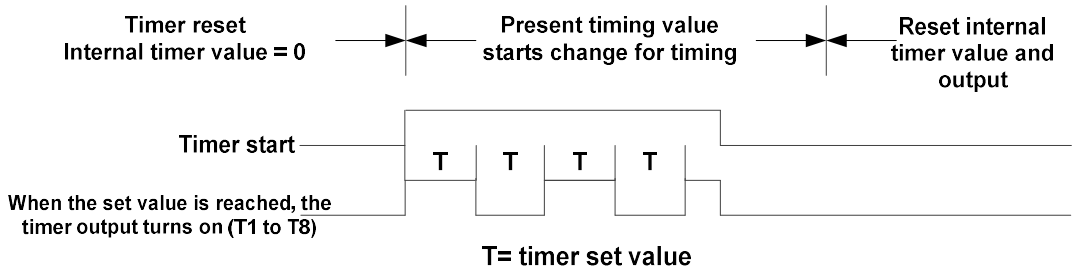 Timer reset
Internal timer value = 0
Present timing value
starts change for timing
Reset internal
timer value and
output
Timer start
T T T T
When the set value is reached, the
timer output turns on (T1 to T8)
T= timer set value